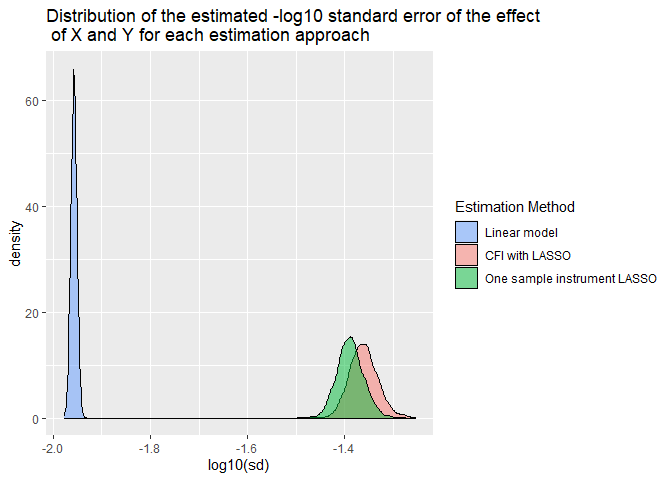 Distribution of the estimated -log10 standard error of the effect
of X and Y for each estimation approach
60
40
20
0
density
-2.0 -1.8 -1.6 -1.4
log10(sd)
Estimation Method
Linear model
CFI with LASSO
One sample instrument LASSO